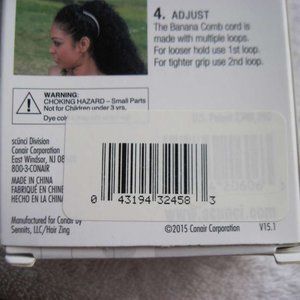 4. ADJUST
The Banana Comb cord is
made with multiple loops.
For looser hold use 1st loop.
For tighter grip use 2nd loop.
WARNING:
CHOKING HAZARD – Small Parts
Not for Children under 3 yrs.
Dye
scünci Division
Conair Corporation
East Windsor, NJ
800-3-CONAIR
MADE IN CHINA
FABRIQUÉ EN CHINE
HECHO EN LA CHINA
0 43194 32458 3
Manufactured for Conair by
Sennits, LLC/Hair Zing
©2015 Conair Corporation
V15.1